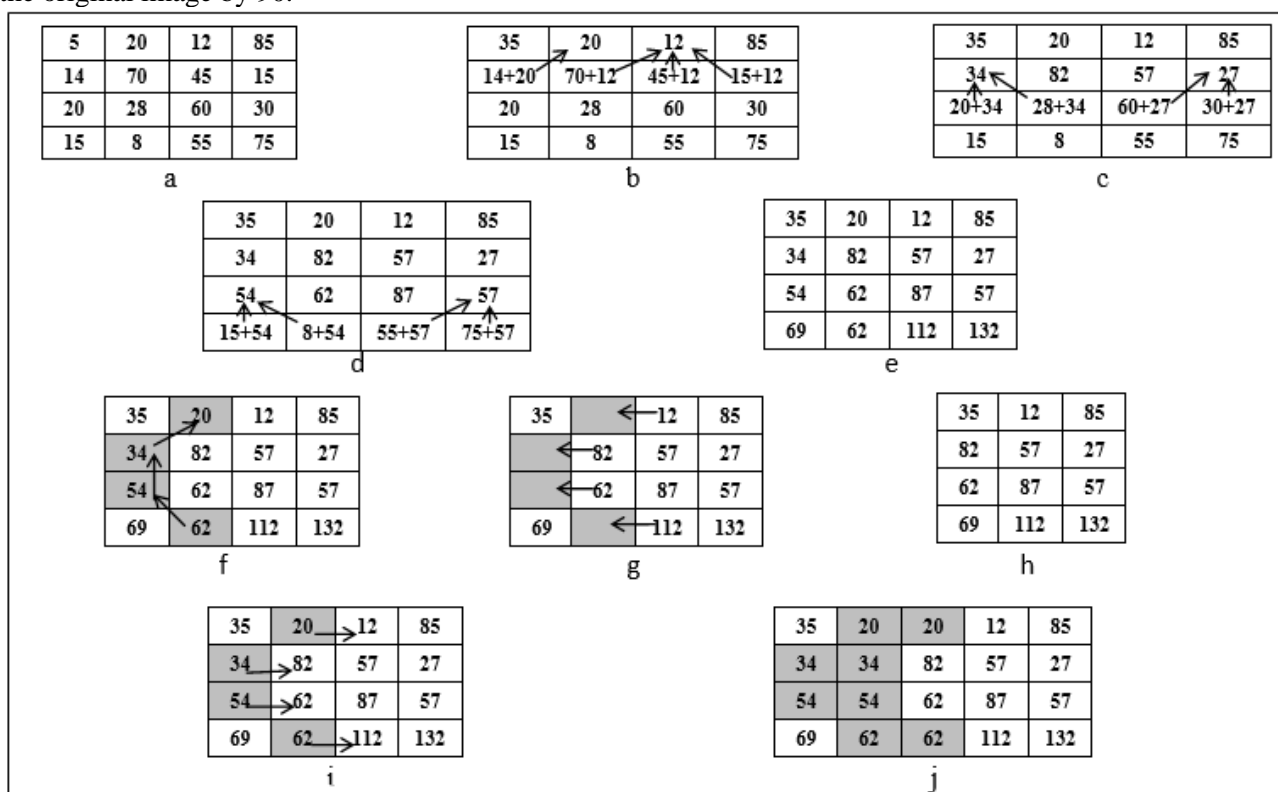 the original image by 90.
5 20 12 85
14 70 45 15
20 28 60 30
15 8 55 75
a
35 20 12 85
14+20 70+12 45+12 15+12
20 28 60 30
15 8 55 75
b
35 20 12 85
34 82 57 27
20+34 28+34 60+27 30+27
15 8 55 75
c
35 20 12 85
34 82 57 27
54 62 87 57
15+54 8+54 55+57 75+57
d
35 20 12 85
34 82 57 27
54 62 87 57
69 62 112 132
e
35 20 12 85
34 82 57 27
54 62 87 57
69 62 112 132
f
35 12 85
82 57 27
62 87 57
69 112 132
g
35 12 85
82 57 27
62 87 57
69 112 132
h
35 20 12 85
34 82 57 27
54 62 87 57
69 62 112 132
i
35 20 20 12 85
34 34 82 57 27
54 54 62 87 57
69 62 62 112 132
j